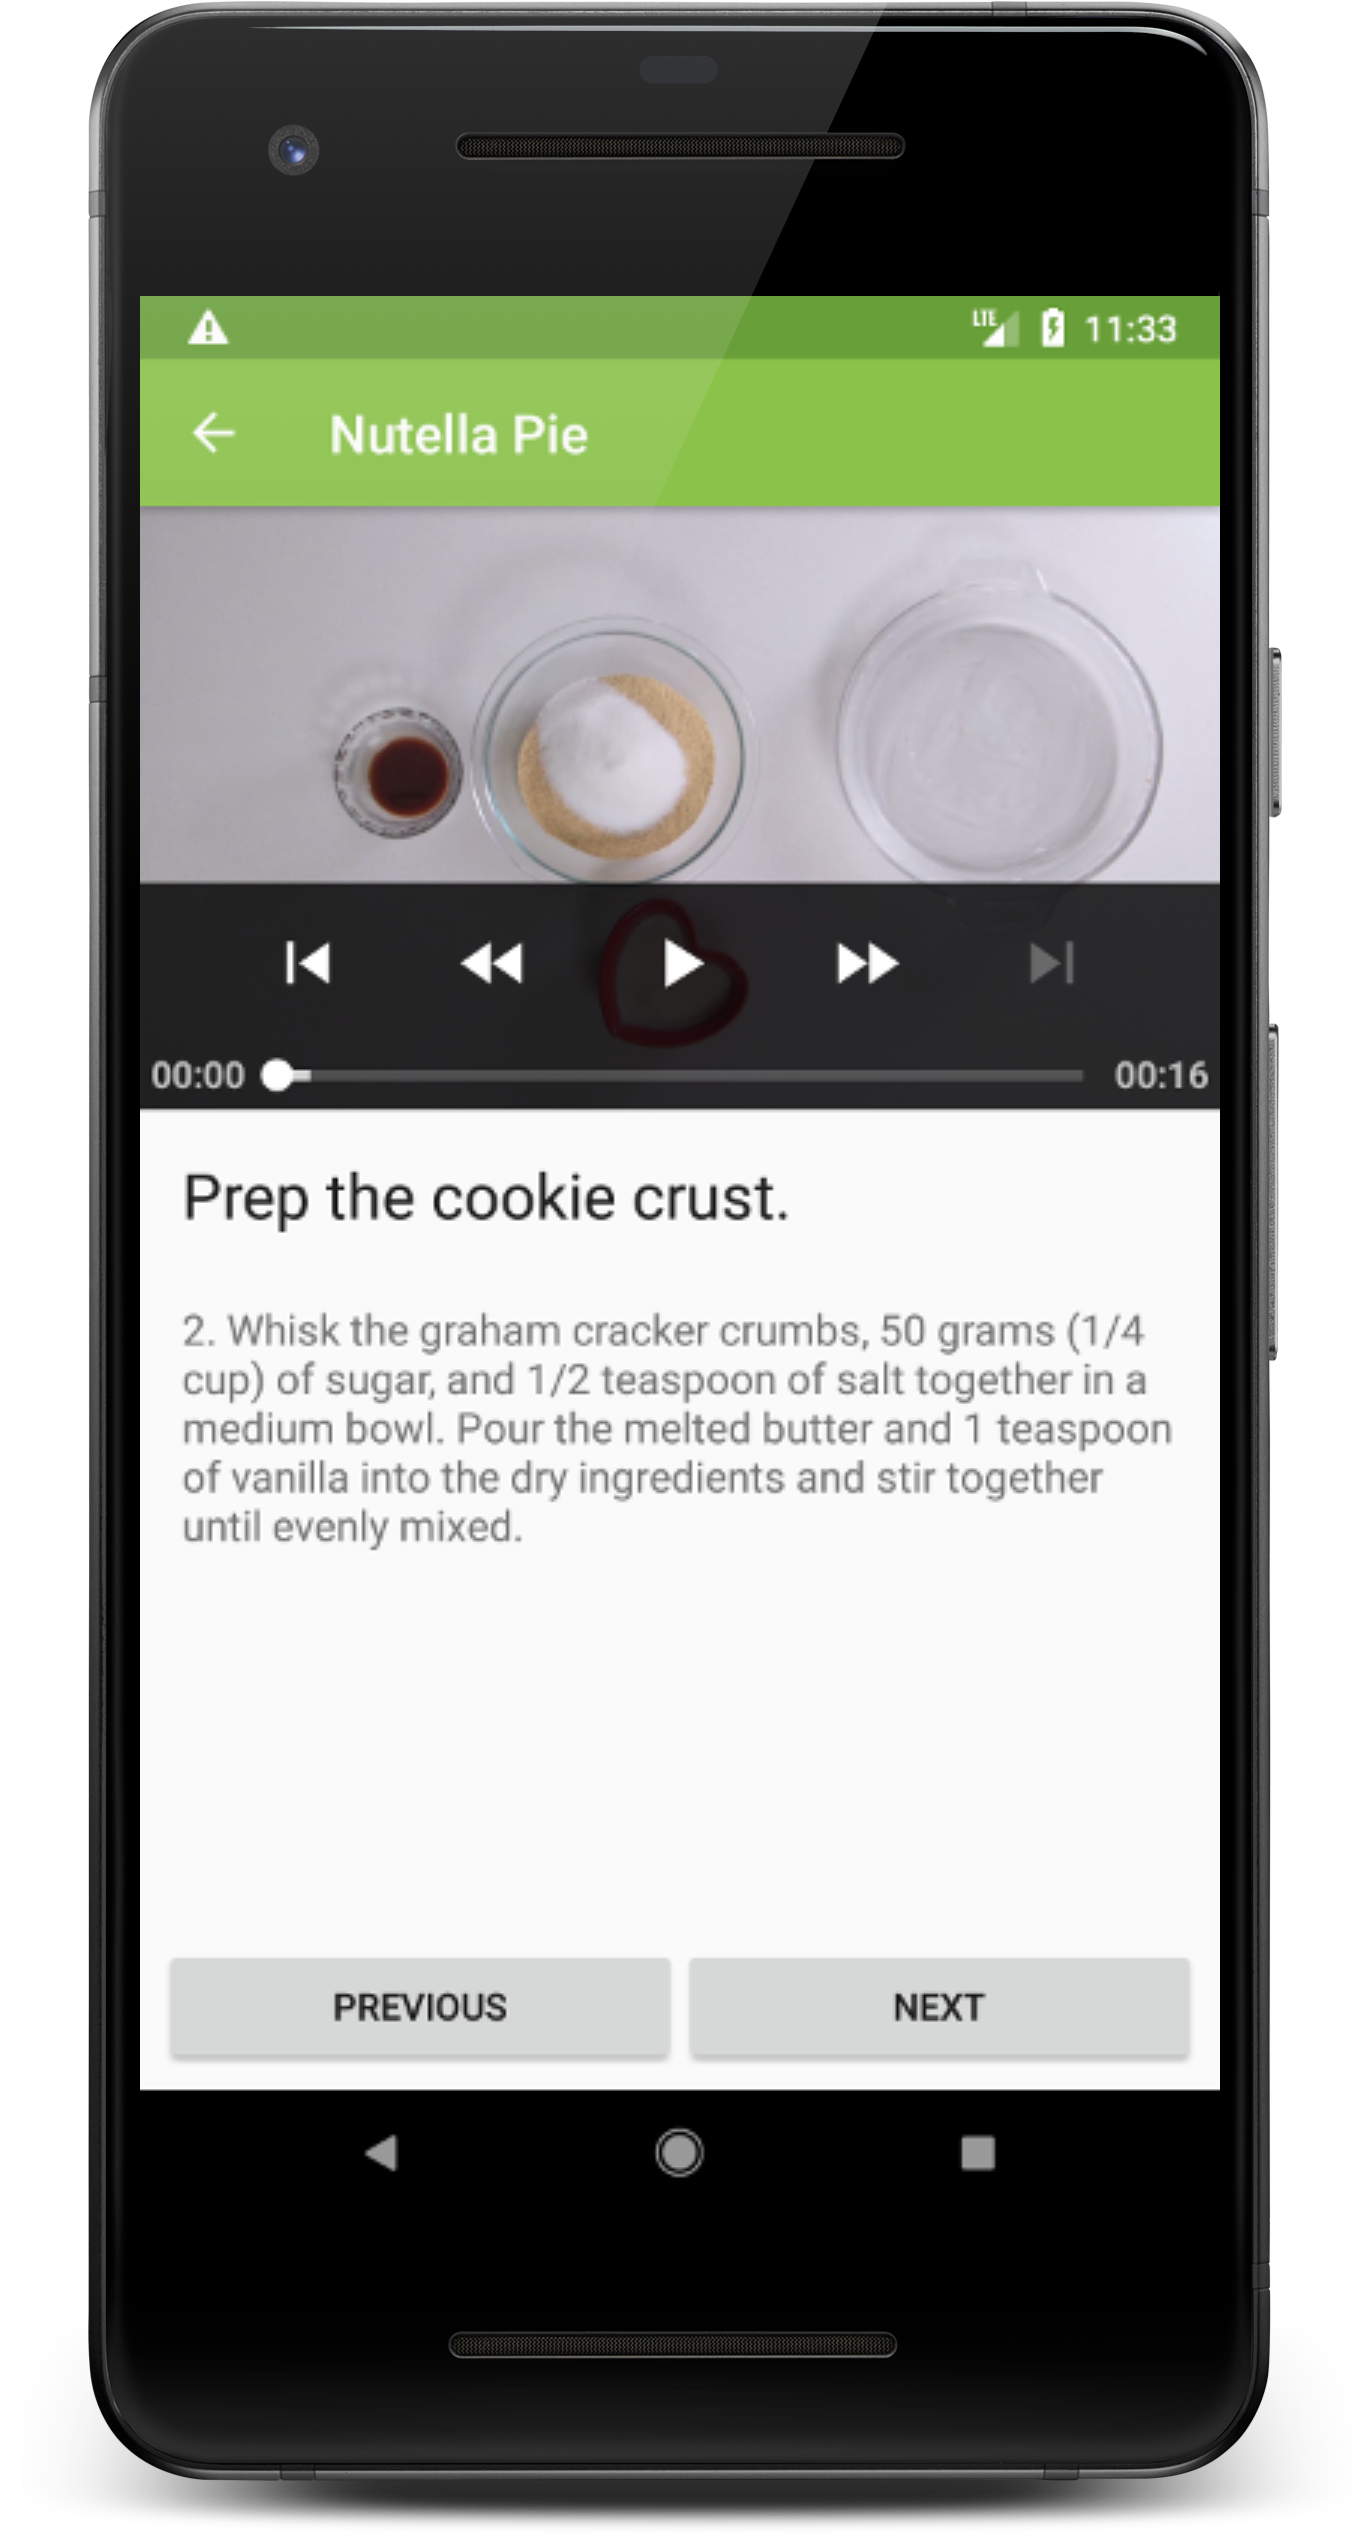 LTE 11:33
Nutella Pie
00:00 00:16
Prep the cookie crust.
2. Whisk the graham cracker crumbs, 50 grams (1/4
cup) of sugar, and 1/2 teaspoon of salt together in a
medium bowl. Pour the melted butter and 1 teaspoon
of vanilla into the dry ingredients and stir together
until evenly mixed.
PREVIOUS NEXT